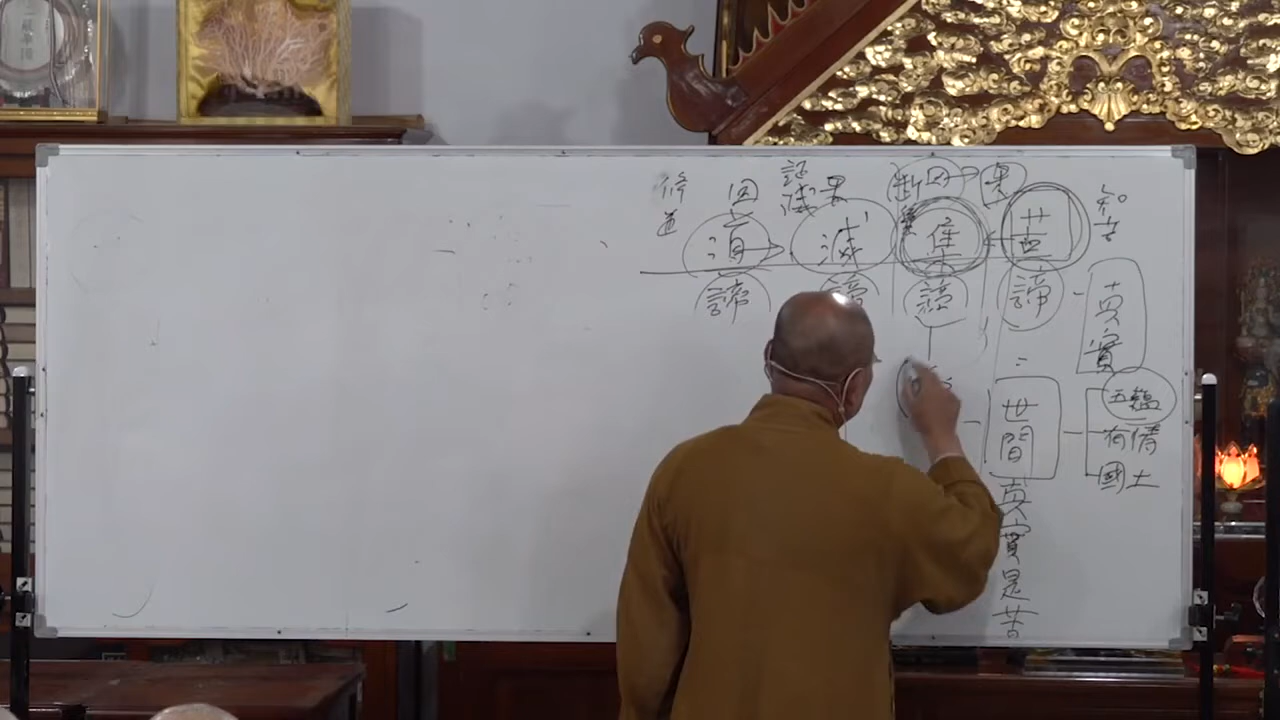 知苦
苦諦
真實
世間
五蘊
有情
國土
真實是苦
果
斷因
集諦
證滅
果
滅諦
修道
因
道諦